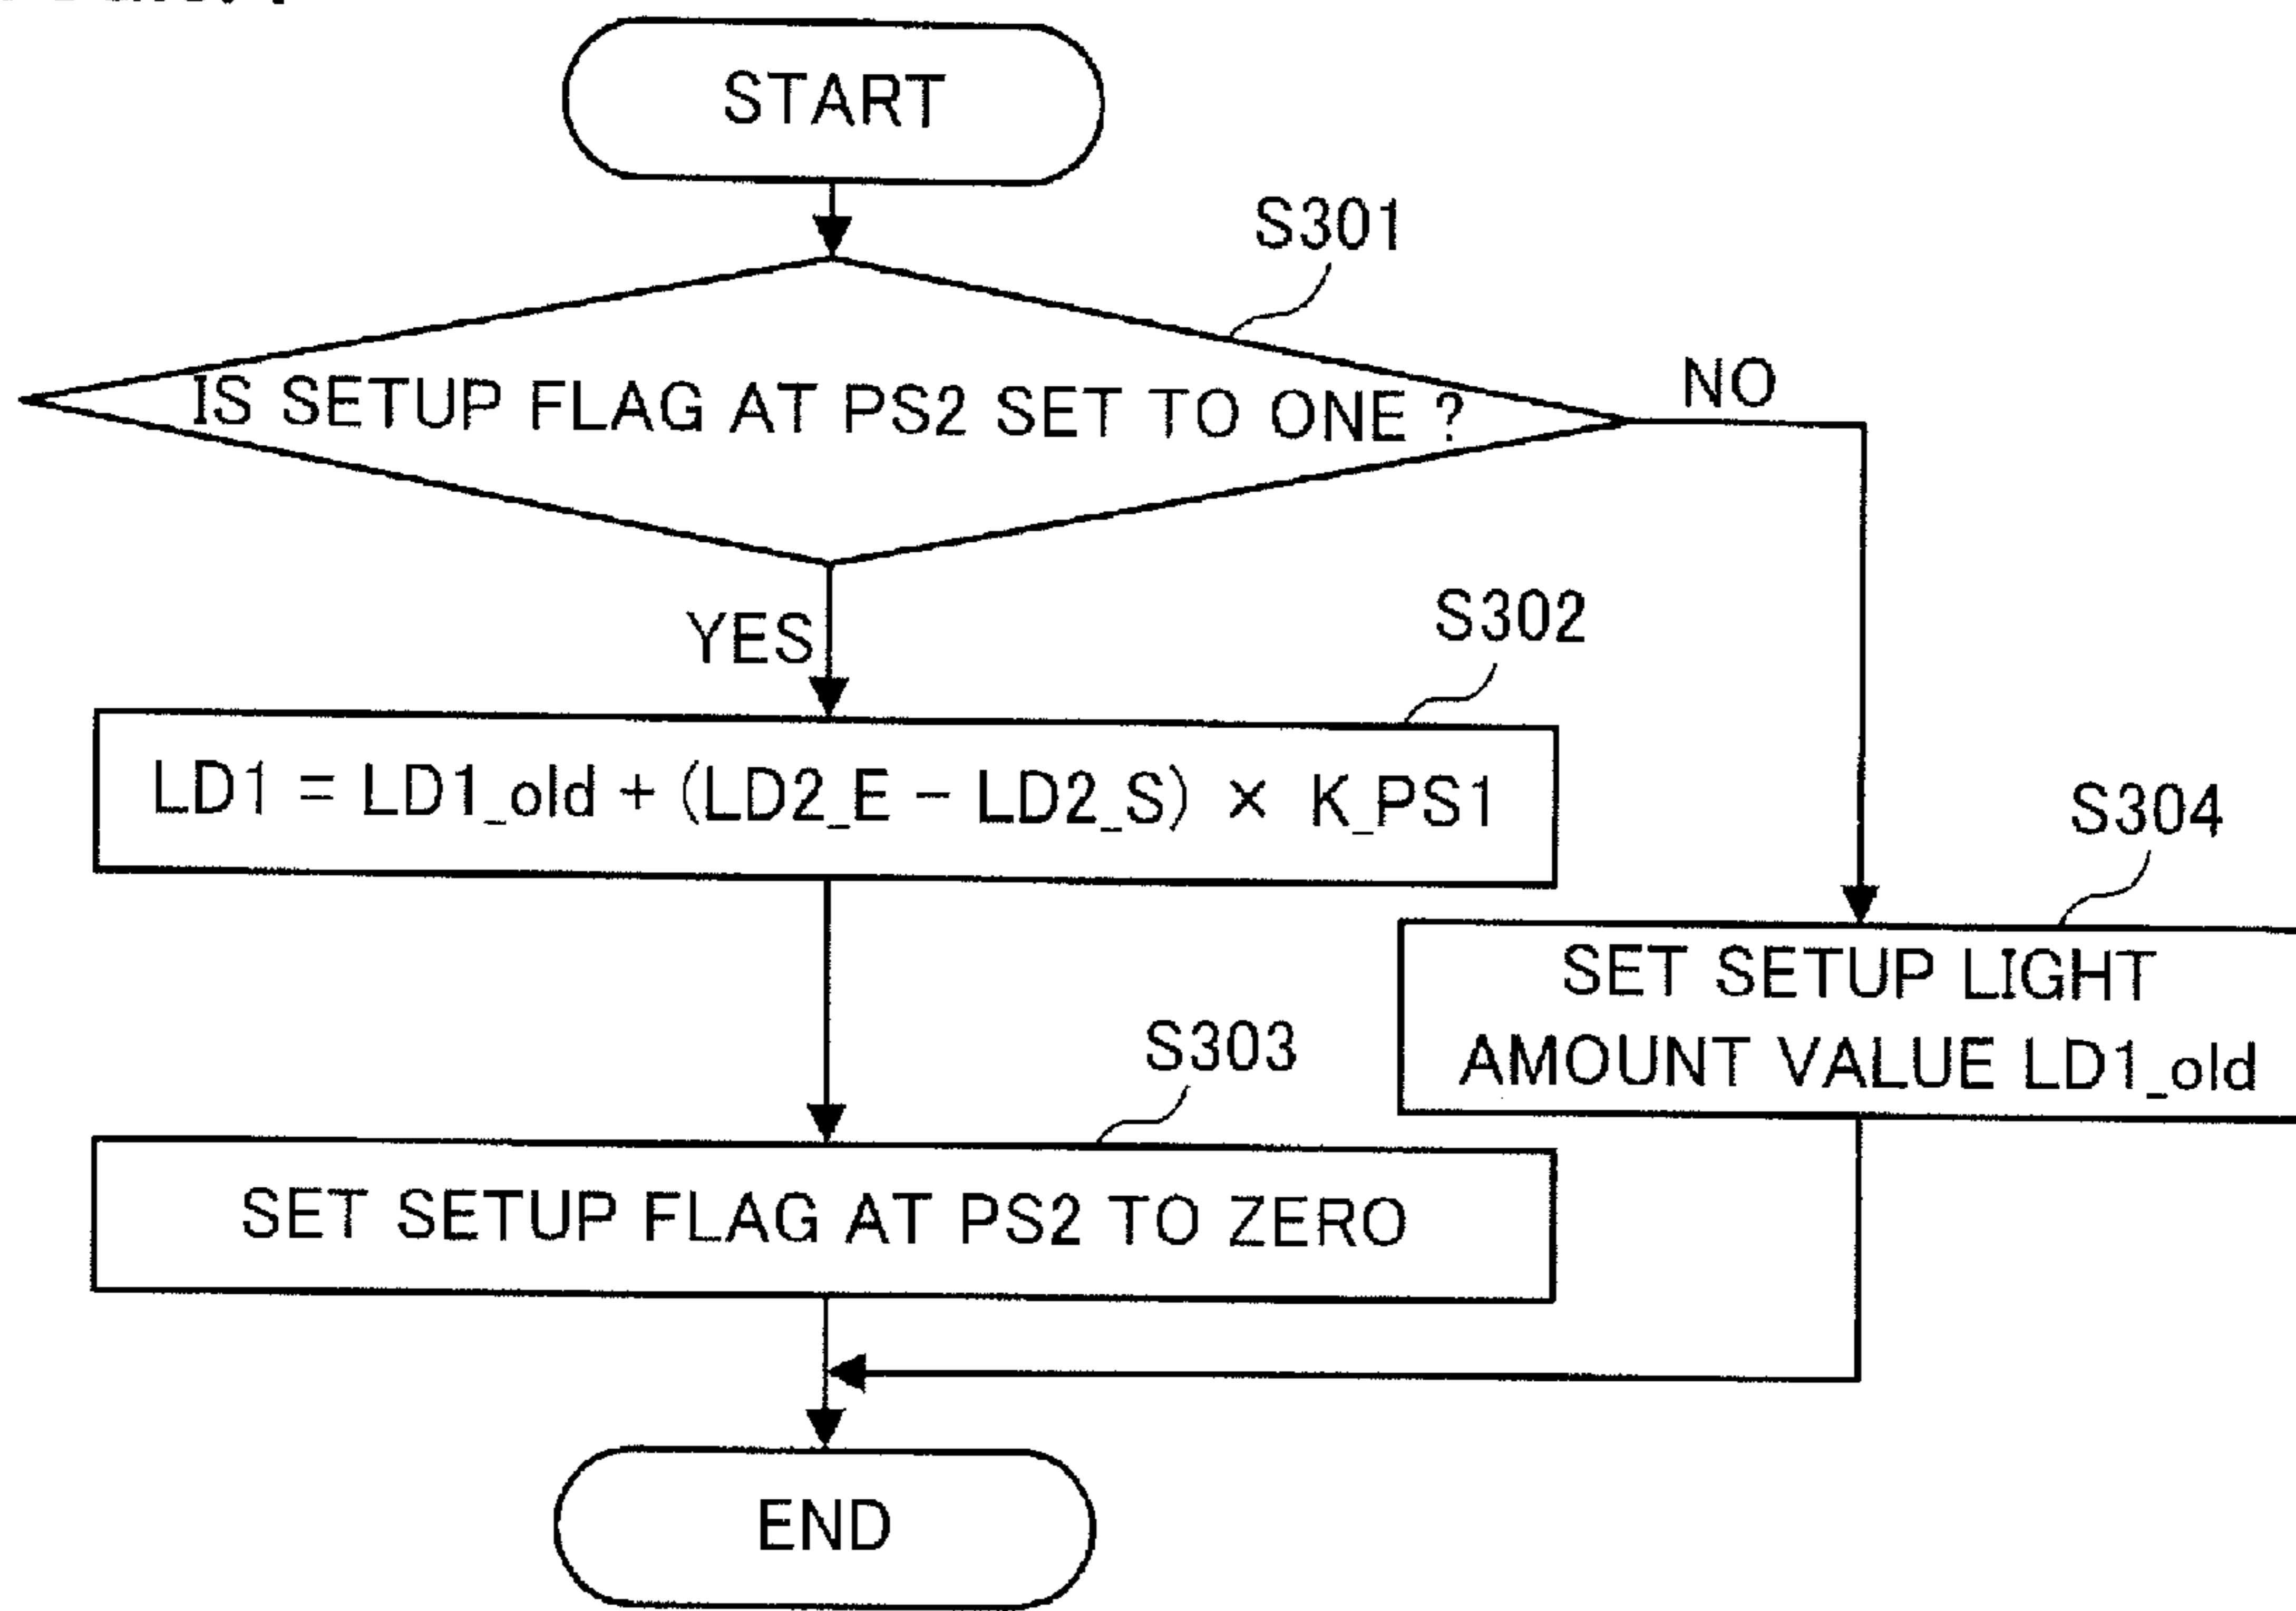 START
S301
IS SETUP FLAG AT PS2 SET TO ONE ?
NO
YES
S302
LD1 = LD1_old + (LD2_E − LD2_S) × K_PS1
S304
SET SETUP LIGHT
AMOUNT VALUE LD1_old
S303
SET SETUP FLAG AT PS2 TO ZERO
END